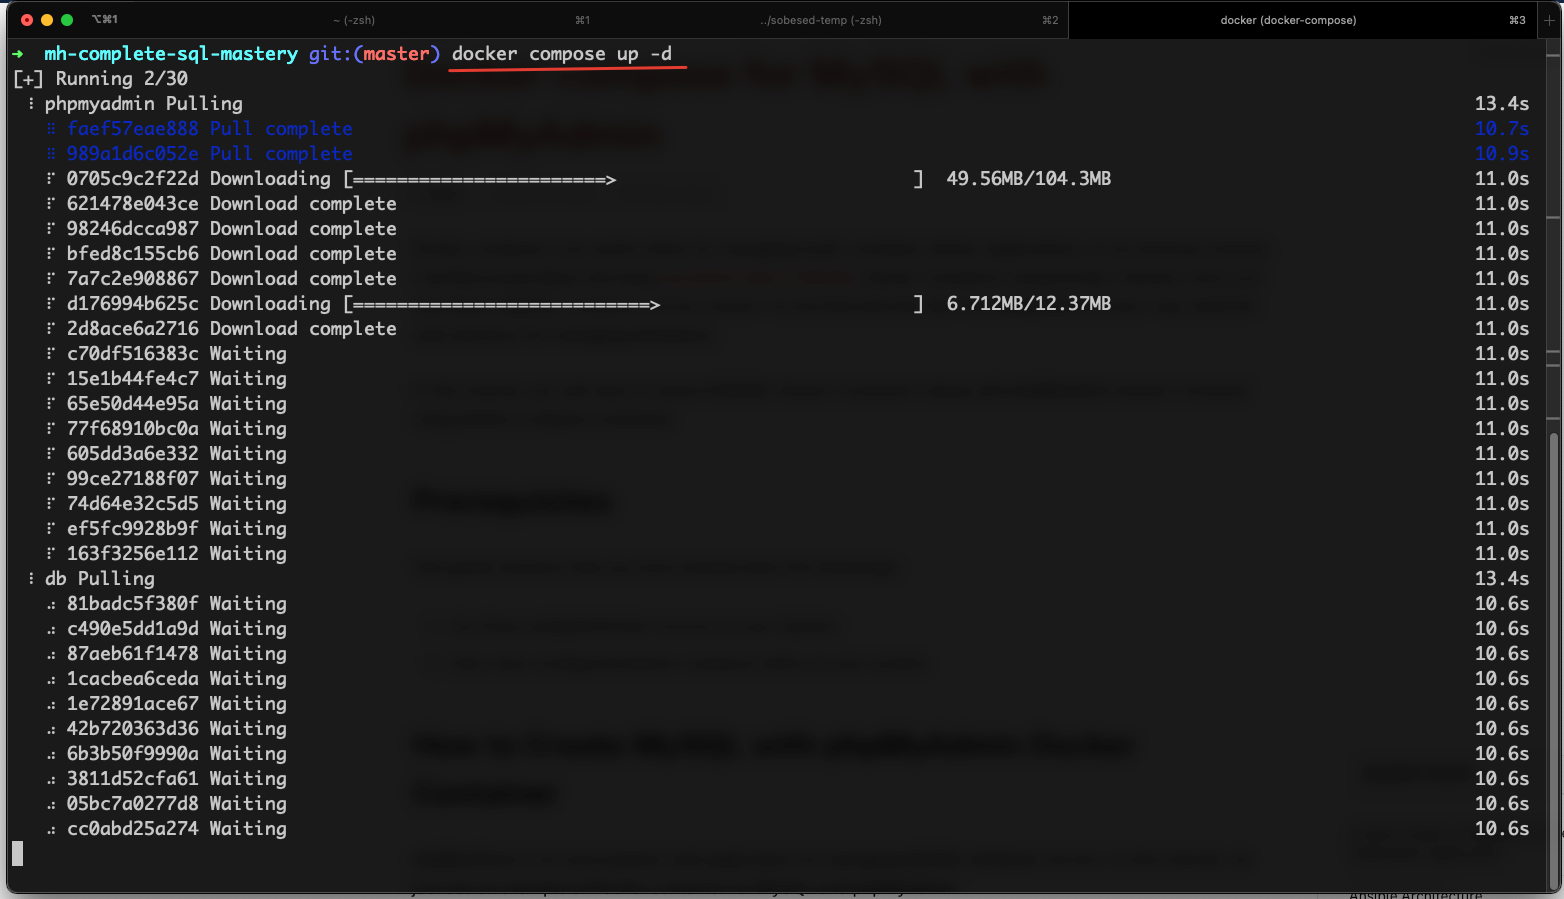 ⌥⌘1
~ (-zsh) ⌘1
../sobesed-temp (-zsh) ⌘2
docker (docker-compose) ⌘3
→ mh-complete-sql-mastery git:(master) docker compose up -d
[+] Running 2/30
⠇ phpmyadmin Pulling 13.4s
⠿ faef57eae888 Pull complete 10.7s
⠿ 989a1d6c052e Pull complete 10.9s
⠏ 0705c9c2f22d Downloading [=======================> ] 49.56MB/104.3MB 11.0s
⠏ 621478e043ce Download complete 11.0s
⠏ 98246dcca987 Download complete 11.0s
⠏ bfed8c155cb6 Download complete 11.0s
⠏ 7a7c2e908867 Download complete 11.0s
⠏ d176994b625c Downloading [===========================> ] 6.712MB/12.37MB 11.0s
⠏ 2d8ace6a2716 Download complete 11.0s
⠏ c70df516383c Waiting 11.0s
⠏ 15e1b44fe4c7 Waiting 11.0s
⠏ 65e50d44e95a Waiting 11.0s
⠏ 77f68910bc0a Waiting 11.0s
⠏ 605dd3a6e332 Waiting 11.0s
⠏ 99ce27188f07 Waiting 11.0s
⠏ 74d64e32c5d5 Waiting 11.0s
⠏ ef5fc9928b9f Waiting 11.0s
⠏ 163f3256e112 Waiting 11.0s
⠇ db Pulling 13.4s
⠴ 81badc5f380f Waiting 10.6s
⠴ c490e5dd1a9d Waiting 10.6s
⠴ 87aeb61f1478 Waiting 10.6s
⠴ 1cacbea6ceda Waiting 10.6s
⠴ 1e72891ace67 Waiting 10.6s
⠴ 42b720363d36 Waiting 10.6s
⠴ 6b3b50f9990a Waiting 10.6s
⠴ 3811d52cfa61 Waiting 10.6s
⠴ 05bc7a0277d8 Waiting 10.6s
⠴ cc0abd25a274 Waiting 10.6s
Ansible Architecture